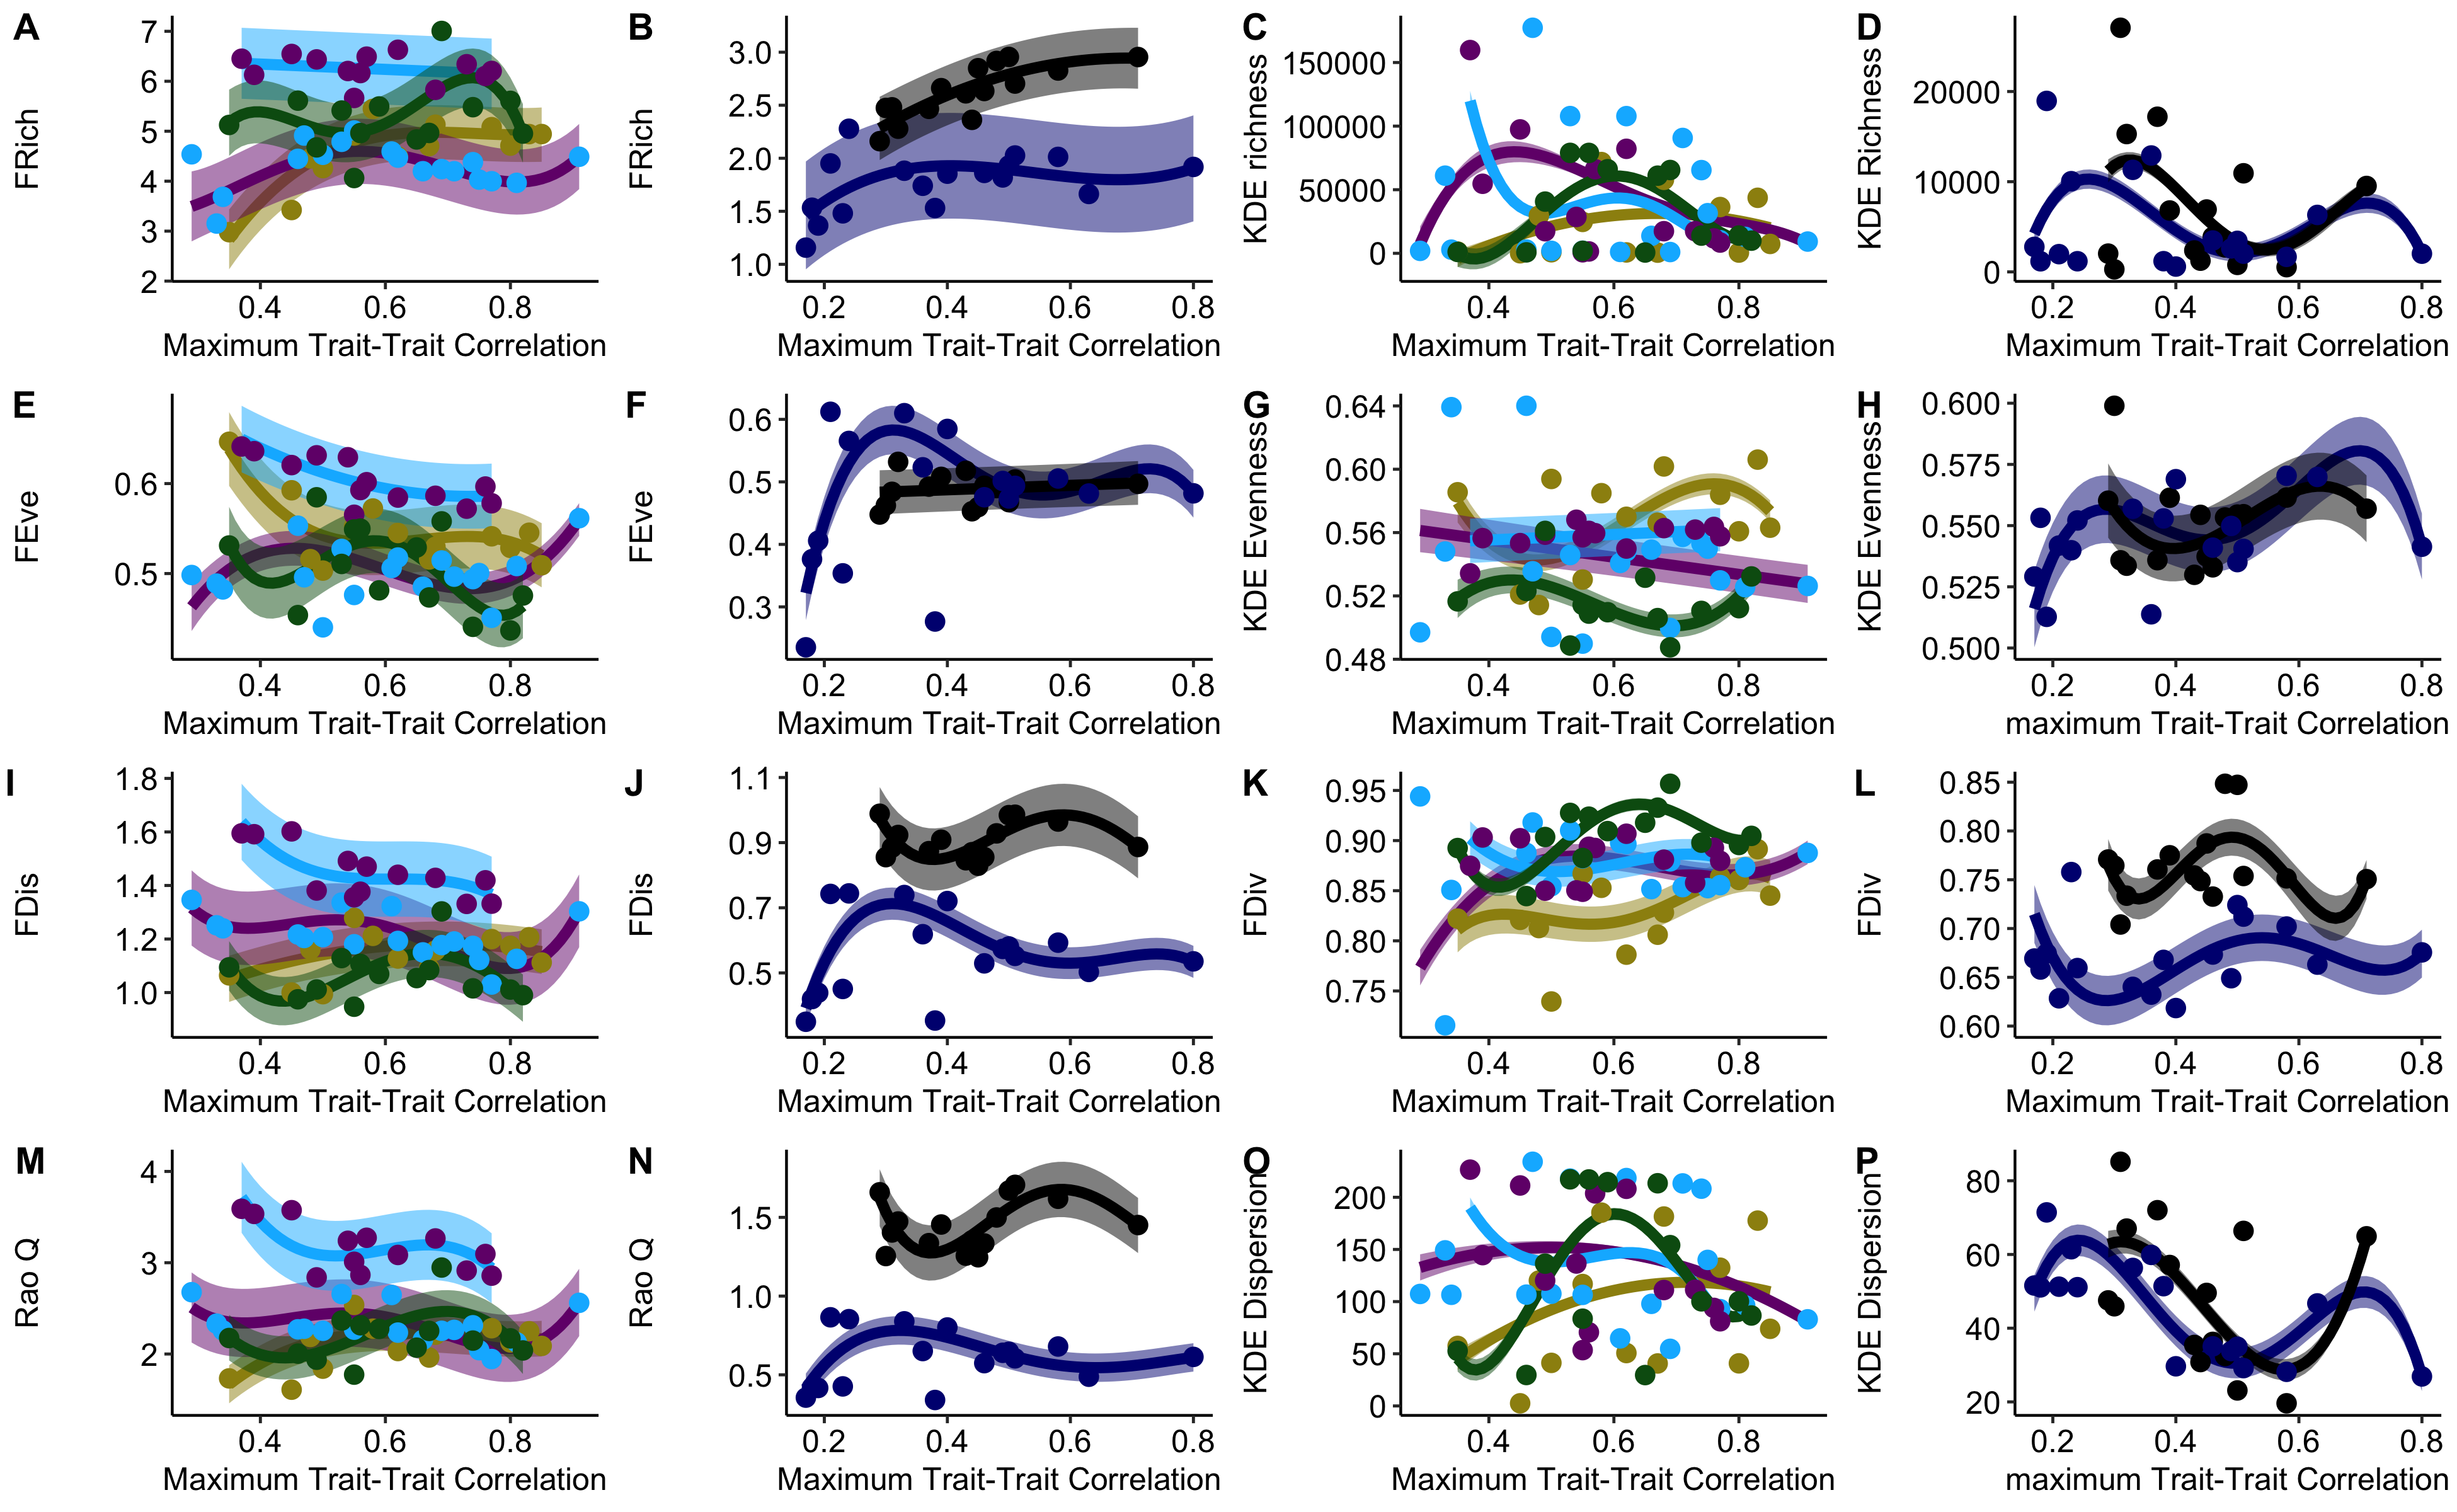 A
FRich
7
6
5
4
3
2
0.4 0.6 0.8
Maximum Trait-Trait Correlation
B
FRich
3.0
2.5
2.0
1.5
1.0
0.2 0.4 0.6 0.8
Maximum Trait-Trait Correlation
C
KDE richness
150000
100000
50000
0
0.4 0.6 0.8
Maximum Trait-Trait Correlation
D
KDE Richness
20000
10000
0
0.2 0.4 0.6 0.8
Maximum Trait-Trait Correlation
E
FEve
0.6
0.5
0.4 0.6 0.8
Maximum Trait-Trait Correlation
F
FEve
0.6
0.5
0.4
0.3
0.2 0.4 0.6 0.8
Maximum Trait-Trait Correlation
G
KDE Evenness
0.64
0.60
0.56
0.52
0.48
0.4 0.6 0.8
Maximum Trait-Trait Correlation
H
KDE Evenness
0.600
0.575
0.550
0.525
0.500
0.2 0.4 0.6 0.8
maximum Trait-Trait Correlation
I
FDis
1.8
1.6
1.4
1.2
1.0
0.4 0.6 0.8
Maximum Trait-Trait Correlation
J
FDis
1.1
0.9
0.7
0.5
0.2 0.4 0.6 0.8
Maximum Trait-Trait Correlation
K
FDiv
0.95
0.90
0.85
0.80
0.75
0.4 0.6 0.8
Maximum Trait-Trait Correlation
L
FDiv
0.85
0.80
0.75
0.70
0.65
0.60
0.2 0.4 0.6 0.8
maximum Trait-Trait Correlation
M
Rao Q
4
3
2
0.4 0.6 0.8
Maximum Trait-Trait Correlation
N
Rao Q
1.5
1.0
0.5
0.2 0.4 0.6 0.8
Maximum Trait-Trait Correlation
O
KDE Dispersion
200
150
100
50
0
0.4 0.6 0.8
Maximum Trait-Trait Correlation
P
KDE Dispersion
80
60
40
20
0.2 0.4 0.6 0.8
maximum Trait-Trait Correlation